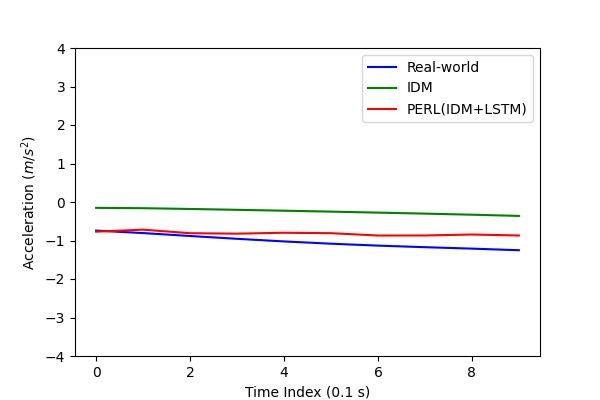 4
3
2
1
0
−1
−2
−3
−4
Acceleration (m/s²)
Real-world
IDM
PERL(IDM+LSTM)
0 2 4 6 8
Time Index (0.1 s)